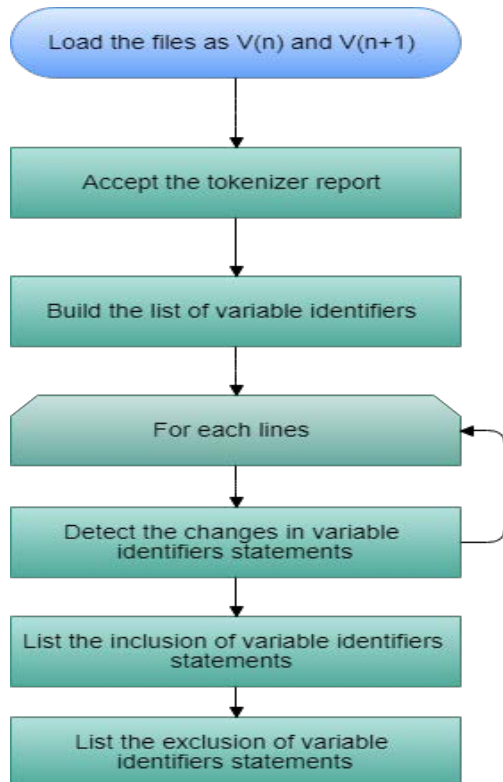 Load the files as V(n) and V(n+1)
Accept the tokenizer report
Build the list of variable identifiers
For each lines
Detect the changes in variable
identifiers statements
List the inclusion of variable identifiers
statements
List the exclusion of variable
identifiers statements